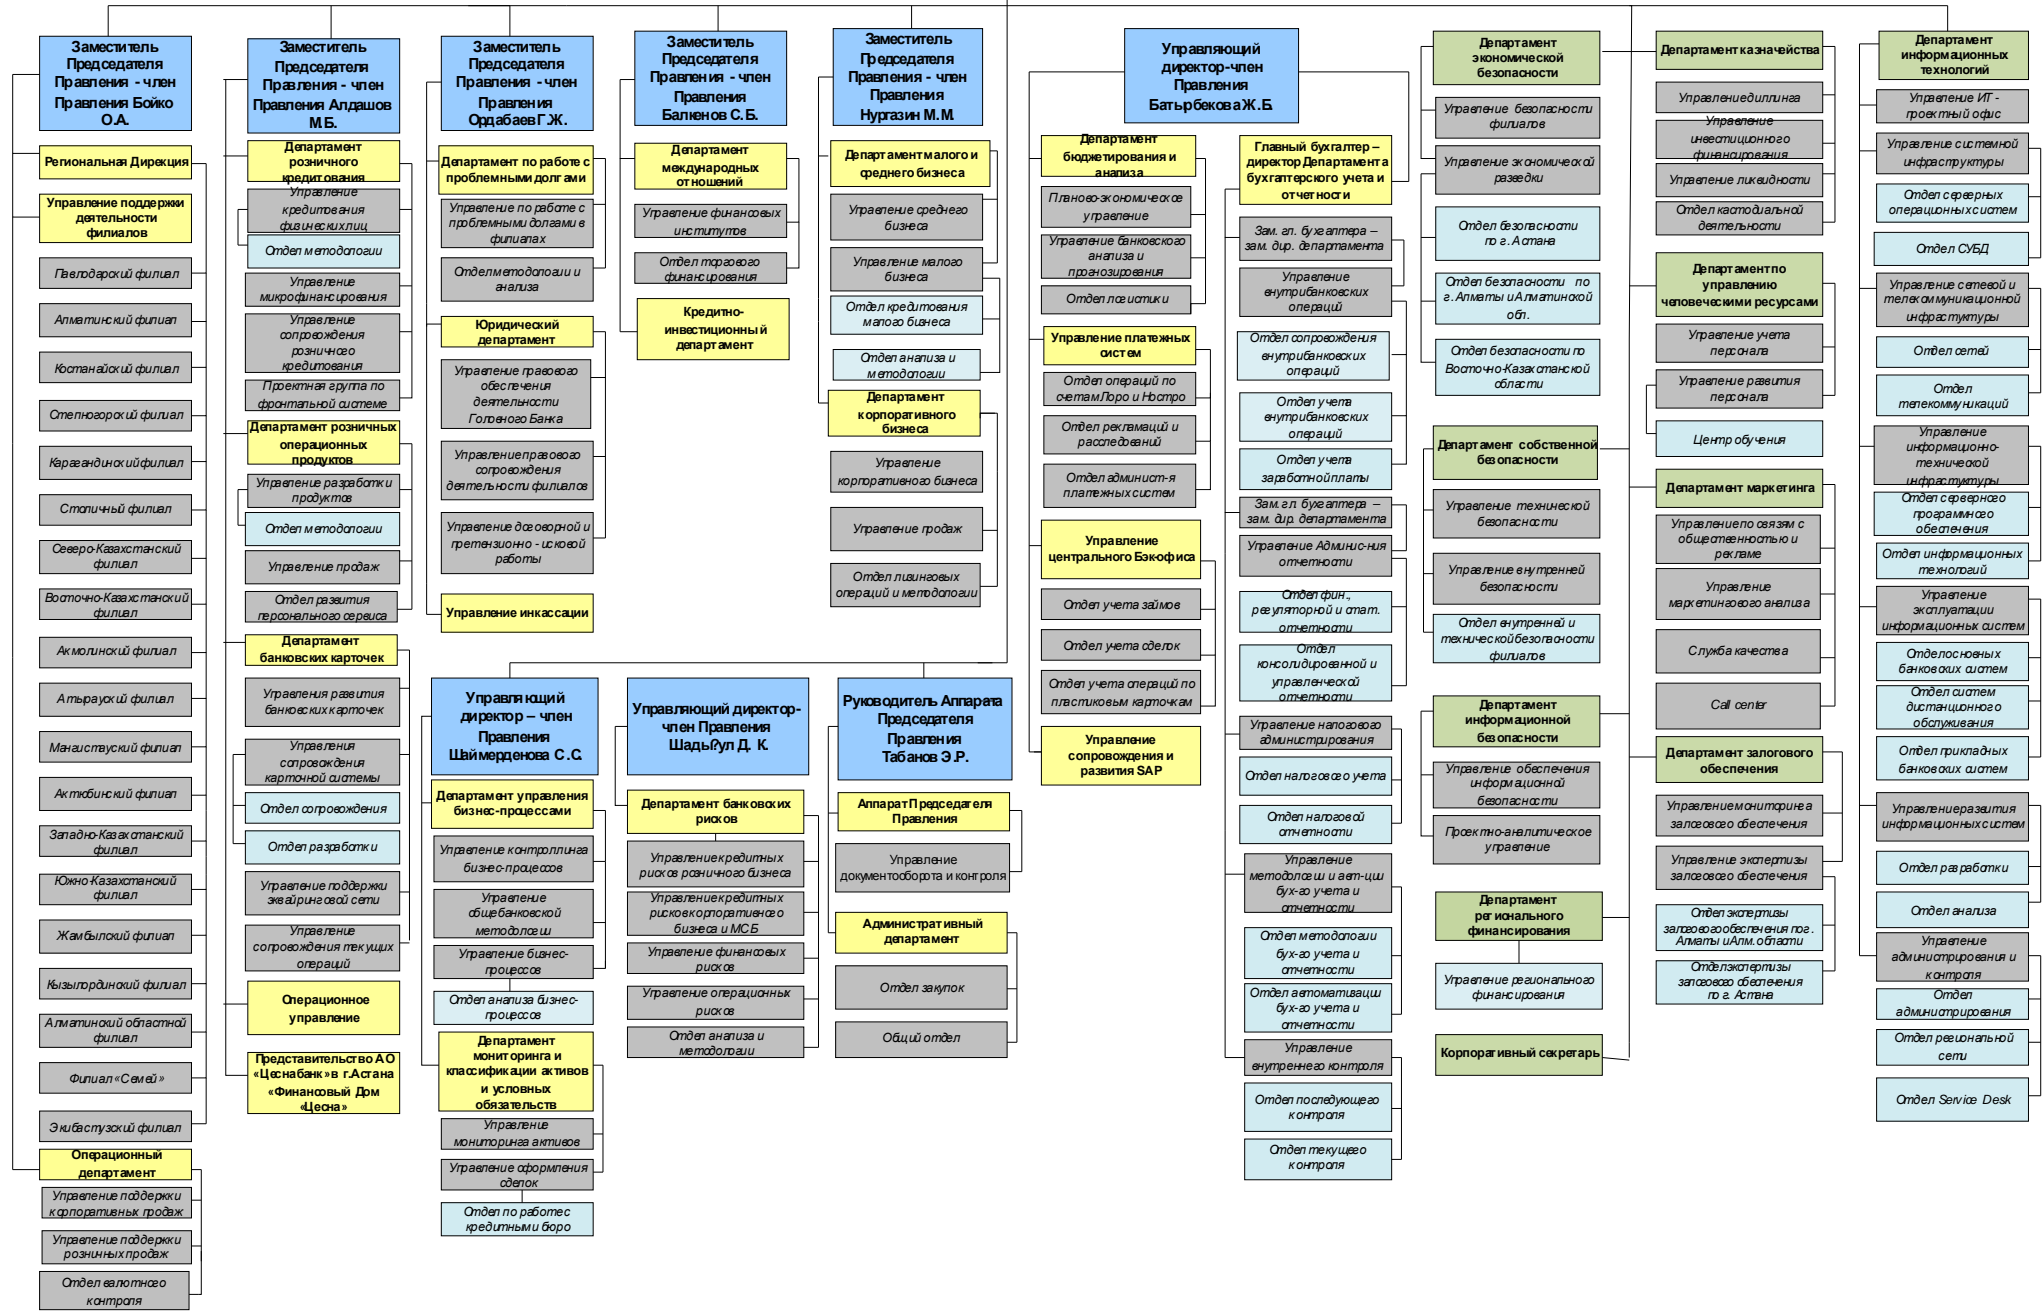 Заместитель
Председателя
Правления - член
Правления Бойко
О.А.
Региональная Дирекция
Управление поддержки
деятельности
филиалов
Павлодарский филиал
Алматинский филиал
Костанайский филиал
Степногорский филиал
Карагандинский филиал
Столичный филиал
Северо-Казахстанский
филиал
Восточно-Казахстанский
филиал
Акмолинский филиал
Атырауский филиал
Мангистауский филиал
Актюбинский филиал
Западно-Казахстанский
филиал
Южно-Казахстанский
филиал
Жамбылский филиал
Кызылординский филиал
Алматинский областной
филиал
Филиал «Семей»
Экибастузский филиал
Операционный
департамент
Управление поддержки
корпоративных продаж
Управление поддержки
розничных продаж
Отдел валютного
контроля
Заместитель
Председателя
Правления - член
Правления Алдашов
М.Б.
Департамент
розничного
кредитования
Управление
кредитования
физических лиц
Отдел методологии
Управление
микрофинансирования
Управление
сопровождения
розничного
кредитования
Проектная группа по
фронтальной системе
Департамент розничных
операционных
продуктов
Управление разработки
продуктов
Отдел методологии
Управление продаж
Отдел развития
персонального сервиса
Департамент
банковских карточек
Управления развития
банковских карточек
Управления
сопровождения
карточной системы
Отдел сопровождения
Отдел разработки
Управление поддержки
эквайринговой сети
Управление
сопровождения текущих
операций
Операционное
управление
Представительство АО
«Цеснабанк» в г.Астана
«Финансовый Дом
«Цесна»
Заместитель
Председателя
Правления - член
Правления
Ордабаев Г.Ж.
Департамент по работе с
проблемными долгами
Управление по работе с
проблемными долгами в
филиалах
Отдел методологии и
анализа
Юридический
департамент
Управление правового
обеспечения
деятельности
Головного Банка
Управление правового
сопровождения
деятельности филиалов
Управление договорной и
претензионно - исковой
работы
Управление инкассации
Заместитель
Председателя
Правления - член
Правления
Балкенов С.Б.
Департамент
международных
отношений
Управление финансовых
институтов
Отдел торгового
финансирования
Кредитно-
инвестиционный
департамент
Заместитель
Председателя
Правления - член
Правления
Нургазин М.М.
Департамент малого и
среднего бизнеса
Управление среднего
бизнеса
Управление малого
бизнеса
Отдел кредитования
малого бизнеса
Отдел анализа и
методологии
Департамент
корпоративного
бизнеса
Управление
корпоративного бизнеса
Управление продаж
Отдел лизинговых
операций и методологии
Управляющий
директор – член
Правления
Шаймерденова С.С.
Департамент управления
бизнес-процессами
Управление контроллинга
бизнес-процессов
Управление
общебанковской
методологии
Управление бизнес-
процессов
Отдел анализа бизнес-
процессов
Департамент
мониторинга и
классификации активов
и условных
обязательств
Управление
мониторинга активов
Управление оформления
сделок
Отдел по работе с
кредитными бюро
Управляющий директор-
член Правления
Шады?ул Д. К.
Департамент банковских
рисков
Управление кредитных
рисков розничного бизнеса
Управление кредитных
рисков корпоративного
бизнеса и МСБ
Управление финансовых
рисков
Управление операционных
рисков
Отдел анализа и
методологии
Руководитель Аппарата
Председателя
Правления
Табанов Э.Р.
Аппарат Председателя
Правления
Управление
документооборота и контроля
Административный
департамент
Отдел закупок
Общий отдел
Управляющий
директор-член
Правления
Батырбекова Ж.Б.
Департамент
бюджетирования и
анализа
Планово-экономическое
управление
Управление банковского
анализа и
прогнозирования
Отдел логистики
Управление платежных
систем
Отдел операций по
счетам Лоро и Ностро
Отдел рекламаций и
расследований
Отдел админист-я
платежных систем
Управление
центрального Бэк-офиса
Отдел учета займов
Отдел учета сделок
Отдел учета операций по
пластиковым карточкам
Управление
сопровождения и
развития SAP
Главный бухгалтер –
директор Департамента
бухгалтерского учета и
отчетности
Зам. гл. бухгалтера –
зам. дир. департамента
Управление
внутрибанковских
операций
Отдел сопровождения
внутрибанковских
операций
Отдел учета
внутрибанковских
операций
Отдел учета
заработной платы
Зам. гл. бухгалтера –
зам. дир. департамента
Управление Админис-ния
отчетности
Отдел фин.,
регуляторной и стат.
отчетности
Отдел
консолидированной и
управленческой
отчетности
Управление налогового
администрирования
Отдел налогового учета
Отдел налоговой
отчетности
Управление
методологии и авт-ции
бух-го учета и
отчетности
Отдел методологии
бух-го учета и
отчетности
Отдел автоматизации
бух-го учета и
отчетности
Управление
внутреннего контроля
Отдел последующего
контроля
Отдел текущего
контроля
Департамент
экономической
безопасности
Управление безопасности
филиалов
Управление экономической
разведки
Отдел безопасности
по г. Астана
Отдел безопасности по
г. Алматы и Алматинской
обл.
Отдел безопасности по
Восточно-Казахстанской
области
Департамент собственной
безопасности
Управление технической
безопасности
Управление внутренней
безопасности
Отдел внутренней и
технической безопасности
филиалов
Департамент
информационной
безопасности
Управление обеспечения
информационной
безопасности
Проектно-аналитическое
управление
Департамент
регионального
финансирования
Управление регионального
финансирования
Корпоративный секретарь
Департамент казначейства
Управление диллинга
Управление
инвестиционного
финансирования
Управление ликвидности
Отдел кастодиальной
деятельности
Департамент по
управлению
человеческими ресурсами
Управление учета
персонала
Управление развития
персонала
Центр обучения
Департамент маркетинга
Управление по связям с
общественностью и
рекламе
Управление
маркетингового анализа
Служба качества
Call center
Департамент залогового
обеспечения
Управление мониторинга
залогового обеспечения
Управление экспертизы
залогового обеспечения
Отдел экспертизы
залогового обеспечения по г.
Алматы и Алм. области
Отдел экспертизы
залогового обеспечения
по г. Астана
Департамент
информационных
технологий
Управление ИТ -
проектный офис
Управление системной
инфраструктуры
Отдел серверных
операционных систем
Отдел СУБД
Управление сетевой и
телекоммуникационной
инфрастуктуры
Отдел сетей
Отдел
телекоммуникаций
Управление
информационно-
технической
инфрастуктуры
Отдел серверного
программного
обеспечения
Отдел информационных
технологий
Управление
эксплуатации
информационных систем
Отдел основных
банковских систем
Отдел систем
дистанционного
обслуживания
Отдел прикладных
банковских систем
Управление развития
информационных систем
Отдел разработки
Отдел анализа
Управление
администрирования и
контроля
Отдел
администрирования
Отдел региональной
сети
Отдел Service Desk